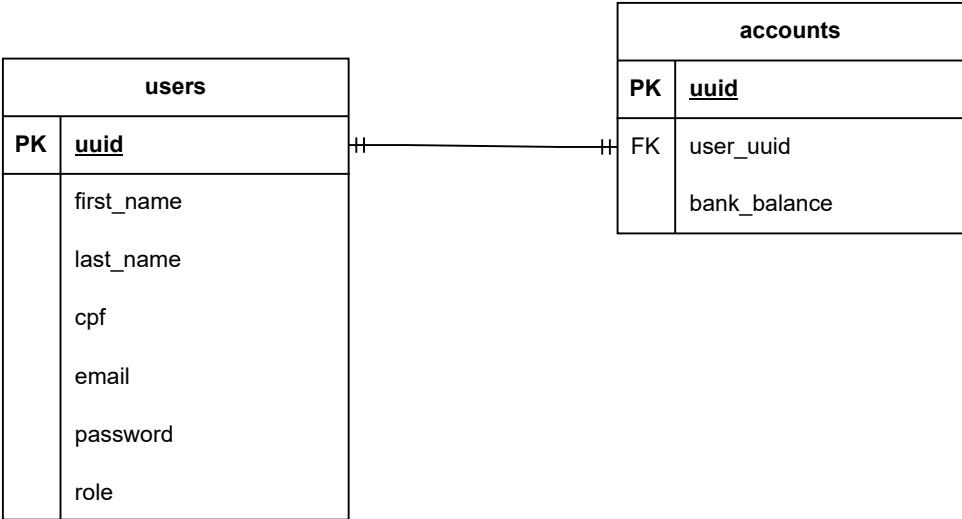 users
PK uuid
first_name
last_name
cpf
email
password
role
accounts
PK uuid
FK user_uuid
bank_balance